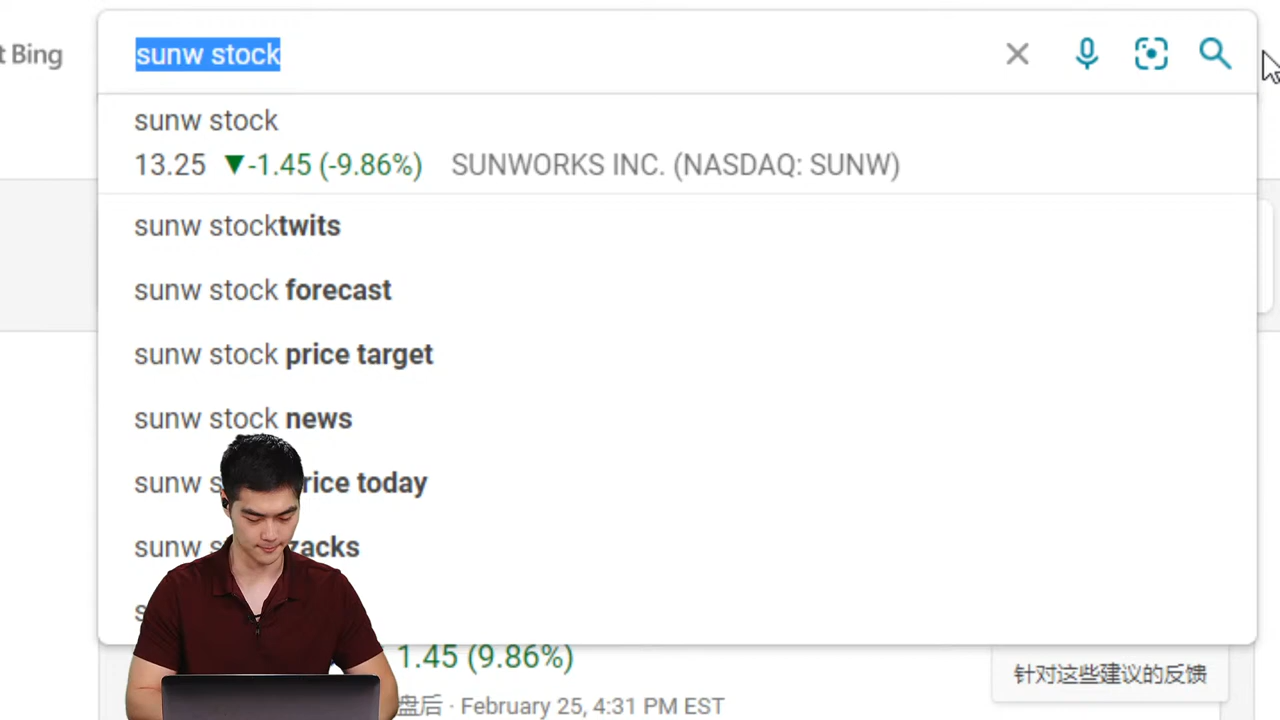 t Bing
sunw stock
sunw stock
13.25 ▼-1.45 (-9.86%) SUNWORKS INC. (NASDAQ: SUNW)
sunw stocktwits
sunw stock forecast
sunw stock price target
sunw stock news
sunw rice today
sunw zacks
1.45 (9.86%)
针对这些建议的反馈
盘后 · February 25, 4:31 PM EST